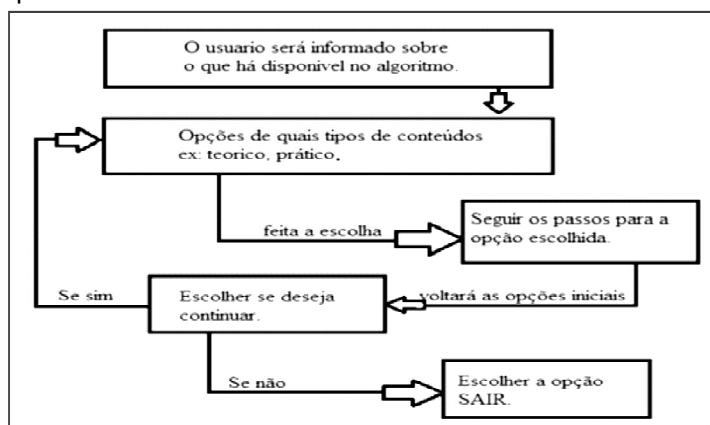 O usuario será informado sobre
o que há disponivel no algoritmo.
Opções de quais tipos de conteúdos
ex: teorico, prático.
feita a escolha
Seguir os passos para a
opção escolhida.
voltará as opções iniciais
Escolher se deseja
continuar.
Se sim
Se não
Escolher a opção
SAIR.